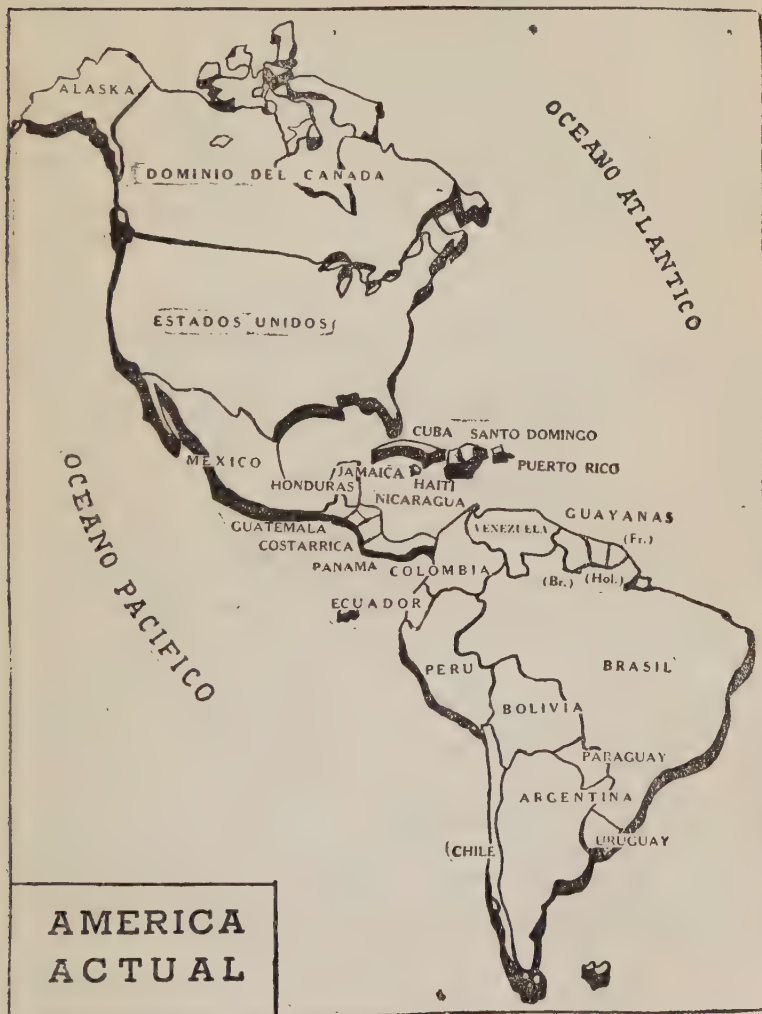 ALASKA
OCEANO ATLANTICO
DOMINIO DEL CANADA
ESTADOS UNIDOS
CUBA SANTO DOMINGO
MEXICO
JAMAICA
HAITI
PUERTO RICO
HONDURAS
NICARAGUA
OCEANO PACIFICO
GUATEMALA
COSTARRICA
PANAMA
VENEZUELA
GUAYANAS
(Fr.)
COLOMBIA
(Br.) (Hol.)
ECUADOR
PERU
BRASIL
BOLIVIA
PARAGUAY
ARGENTINA
URUGUAY
CHILE
AMERICA
ACTUAL